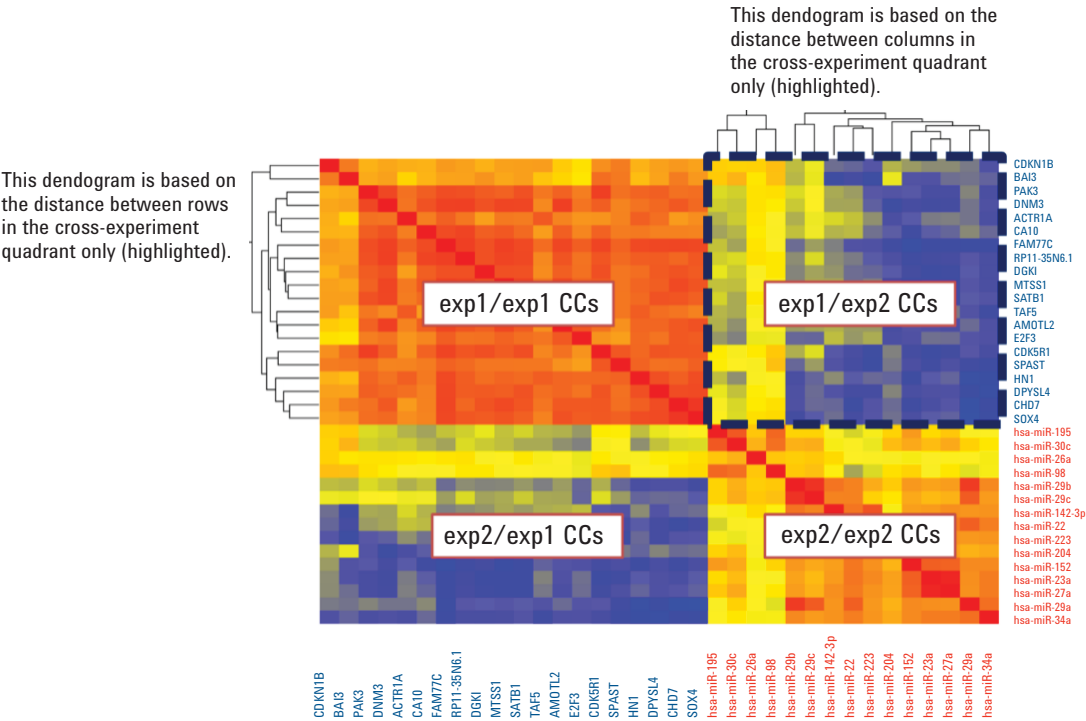 This dendogram is based on the
distance between columns in
the cross-experiment quadrant
only (highlighted).
This dendogram is based on
the distance between rows
in the cross-experiment
quadrant only (highlighted).
exp1/exp1 CCs
exp1/exp2 CCs
exp2/exp1 CCs
exp2/exp2 CCs
CDKN1B
BAI3
PAK3
DNM3
ACTR1A
CA10
FAM77C
RP11-35N6.1
DGKI
MTSS1
SATB1
TAF5
AMOTL2
E2F3
CDK5R1
SPAST
HN1
DPYSL4
CHD7
SOX4
hsa-miR-195
hsa-miR-30c
hsa-miR-26a
hsa-miR-98
hsa-miR-29b
hsa-miR-29c
hsa-miR-142-3p
hsa-miR-22
hsa-miR-223
hsa-miR-204
hsa-miR-152
hsa-miR-23a
hsa-miR-27a
hsa-miR-29a
hsa-miR-34a
CDKN1B
BAI3
PAK3
DNM3
ACTR1A
CA10
FAM77C
RP11-35N6.1
DGKI
MTSS1
SATB1
TAF5
AMOTL2
E2F3
CDK5R1
SPAST
HN1
DPYSL4
CHD7
SOX4
hsa-miR-195
hsa-miR-30c
hsa-miR-26a
hsa-miR-98
hsa-miR-29b
hsa-miR-29c
hsa-miR-142-3p
hsa-miR-22
hsa-miR-223
hsa-miR-204
hsa-miR-152
hsa-miR-23a
hsa-miR-27a
hsa-miR-29a
hsa-miR-34a